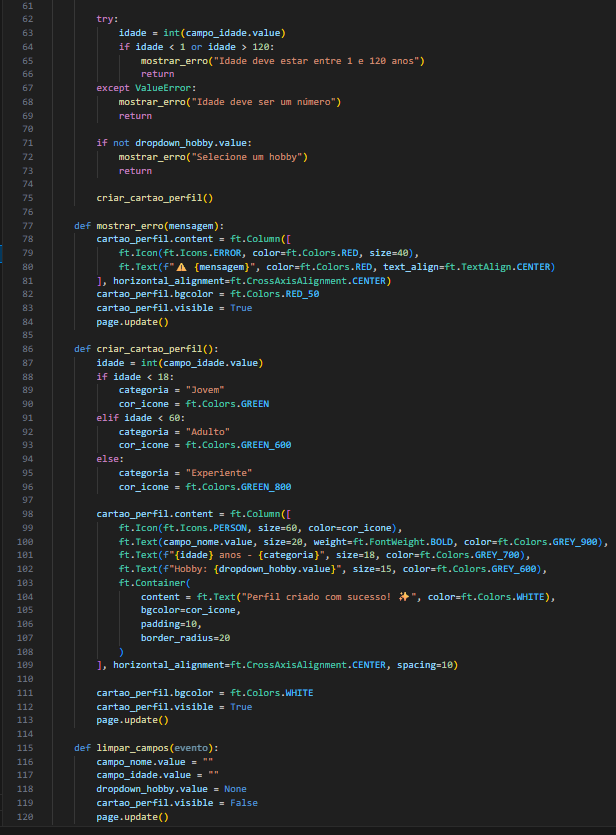 61
62 try:
63 idade = int(campo_idade.value)
64 if idade < 1 or idade > 120:
65 mostrar_erro("Idade deve estar entre 1 e 120 anos")
66 return
67 except ValueError:
68 mostrar_erro("Idade deve ser um número")
69 return
70
71 if not dropdown_hobby.value:
72 mostrar_erro("Selecione um hobby")
73 return
74
75 criar_cartao_perfil()
76
77 def mostrar_erro(mensagem):
78 cartao_perfil.content = ft.Column([
79 ft.Icon(ft.Icons.ERROR, color=ft.Colors.RED, size=40),
80 ft.Text(f"⚠️ {mensagem}", color=ft.Colors.RED, text_align=ft.TextAlign.CENTER)
81 ], horizontal_alignment=ft.CrossAxisAlignment.CENTER)
82 cartao_perfil.bgcolor = ft.Colors.RED_50
83 cartao_perfil.visible = True
84 page.update()
85
86 def criar_cartao_perfil():
87 idade = int(campo_idade.value)
88 if idade < 18:
89 categoria = "Jovem"
90 cor_icone = ft.Colors.GREEN
91 elif idade < 60:
92 categoria = "Adulto"
93 cor_icone = ft.Colors.GREEN_600
94 else:
95 categoria = "Experiente"
96 cor_icone = ft.Colors.GREEN_800
97
98 cartao_perfil.content = ft.Column([
99 ft.Icon(ft.Icons.PERSON, size=60, color=cor_icone),
100 ft.Text(campo_nome.value, size=20, weight=ft.FontWeight.BOLD, color=ft.Colors.GREY_900),
101 ft.Text(f"{idade} anos - {categoria}", size=18, color=ft.Colors.GREY_700),
102 ft.Text(f"Hobby: {dropdown_hobby.value}", size=15, color=ft.Colors.GREY_600),
103 ft.Container(
104 content = ft.Text("Perfil criado com sucesso! ✨", color=ft.Colors.WHITE),
105 bgcolor=cor_icone,
106 padding=10,
107 border_radius=20
108 )
109 ], horizontal_alignment=ft.CrossAxisAlignment.CENTER, spacing=10)
110
111 cartao_perfil.bgcolor = ft.Colors.WHITE
112 cartao_perfil.visible = True
113 page.update()
114
115 def limpar_campos(evento):
116 campo_nome.value = ""
117 campo_idade.value = ""
118 dropdown_hobby.value = None
119 cartao_perfil.visible = False
120 page.update()